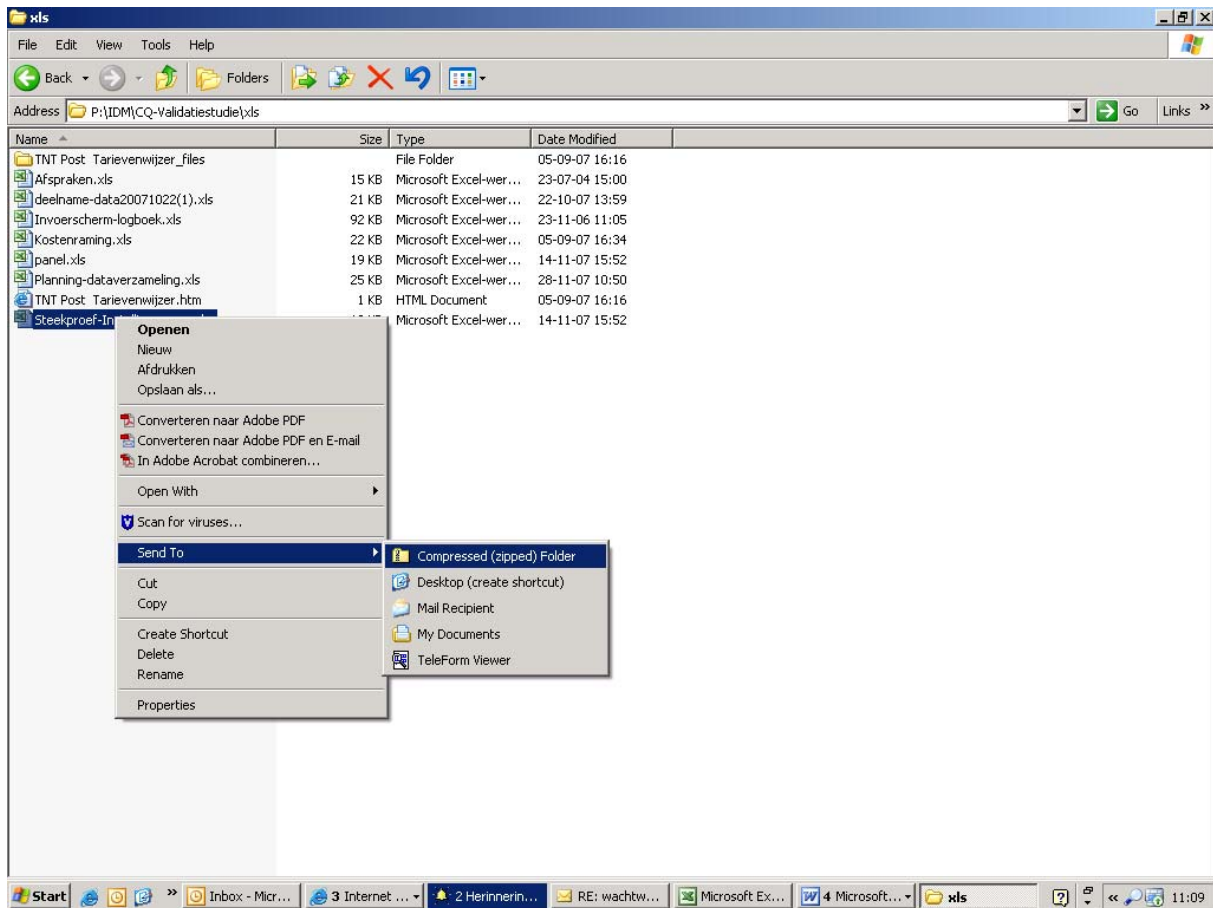 xls
File Edit View Tools Help
Back Folders
Address P:\IDM\CQ-Validatiestudie\xls Go Links »
Name Size Type Date Modified
TNT Post Tarievenwijzer_files File Folder 05-09-07 16:16
Afspraken.xls 15 KB Microsoft Excel-wer... 23-07-04 15:00
deelname-data20071022(1).xls 21 KB Microsoft Excel-wer... 22-10-07 13:59
Invoerscherm-logboek.xls 92 KB Microsoft Excel-wer... 23-11-06 11:05
Kostenraming.xls 22 KB Microsoft Excel-wer... 05-09-07 16:34
panel.xls 19 KB Microsoft Excel-wer... 14-11-07 15:52
Planning-dataverzameling.xls 25 KB Microsoft Excel-wer... 28-11-07 10:50
TNT Post Tarievenwijzer.htm 1 KB HTML Document 05-09-07 16:16
Steekproef-In Microsoft Excel-wer... 14-11-07 15:52
Openen
Nieuw
Afdrukken
Opslaan als...
Converteren naar Adobe PDF
Converteren naar Adobe PDF en E-mail
In Adobe Acrobat combineren...
Open With
Scan for viruses...
Send To
Compressed (zipped) Folder
Desktop (create shortcut)
Mail Recipient
My Documents
TeleForm Viewer
Cut
Copy
Create Shortcut
Delete
Rename
Properties
Start » Inbox - Micr... 3 Internet ... 2 Herinnerin... RE: wachtw... Microsoft Ex... 4 Microsoft... xls « 11:09